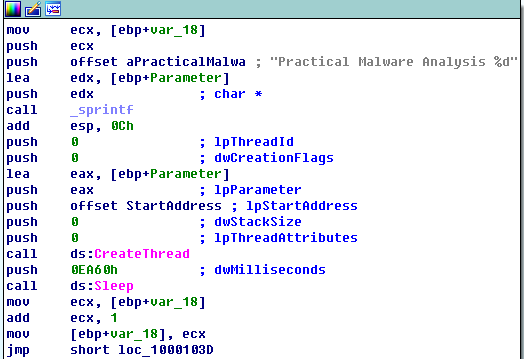 mov ecx, [ebp+var_18]
push ecx
push offset aPracticalMalwa ; "Practical Malware Analysis %d"
lea edx, [ebp+Parameter]
push edx ; char *
call _sprintf
add esp, 0Ch
push 0 ; lpThreadId
push 0 ; dwCreationFlags
lea eax, [ebp+Parameter]
push eax ; lpParameter
push offset StartAddress ; lpStartAddress
push 0 ; dwStackSize
push 0 ; lpThreadAttributes
call ds:CreateThread
push 0EA60h ; dwMilliseconds
call ds:Sleep
mov ecx, [ebp+var_18]
add ecx, 1
mov [ebp+var_18], ecx
jmp short loc_1000103D